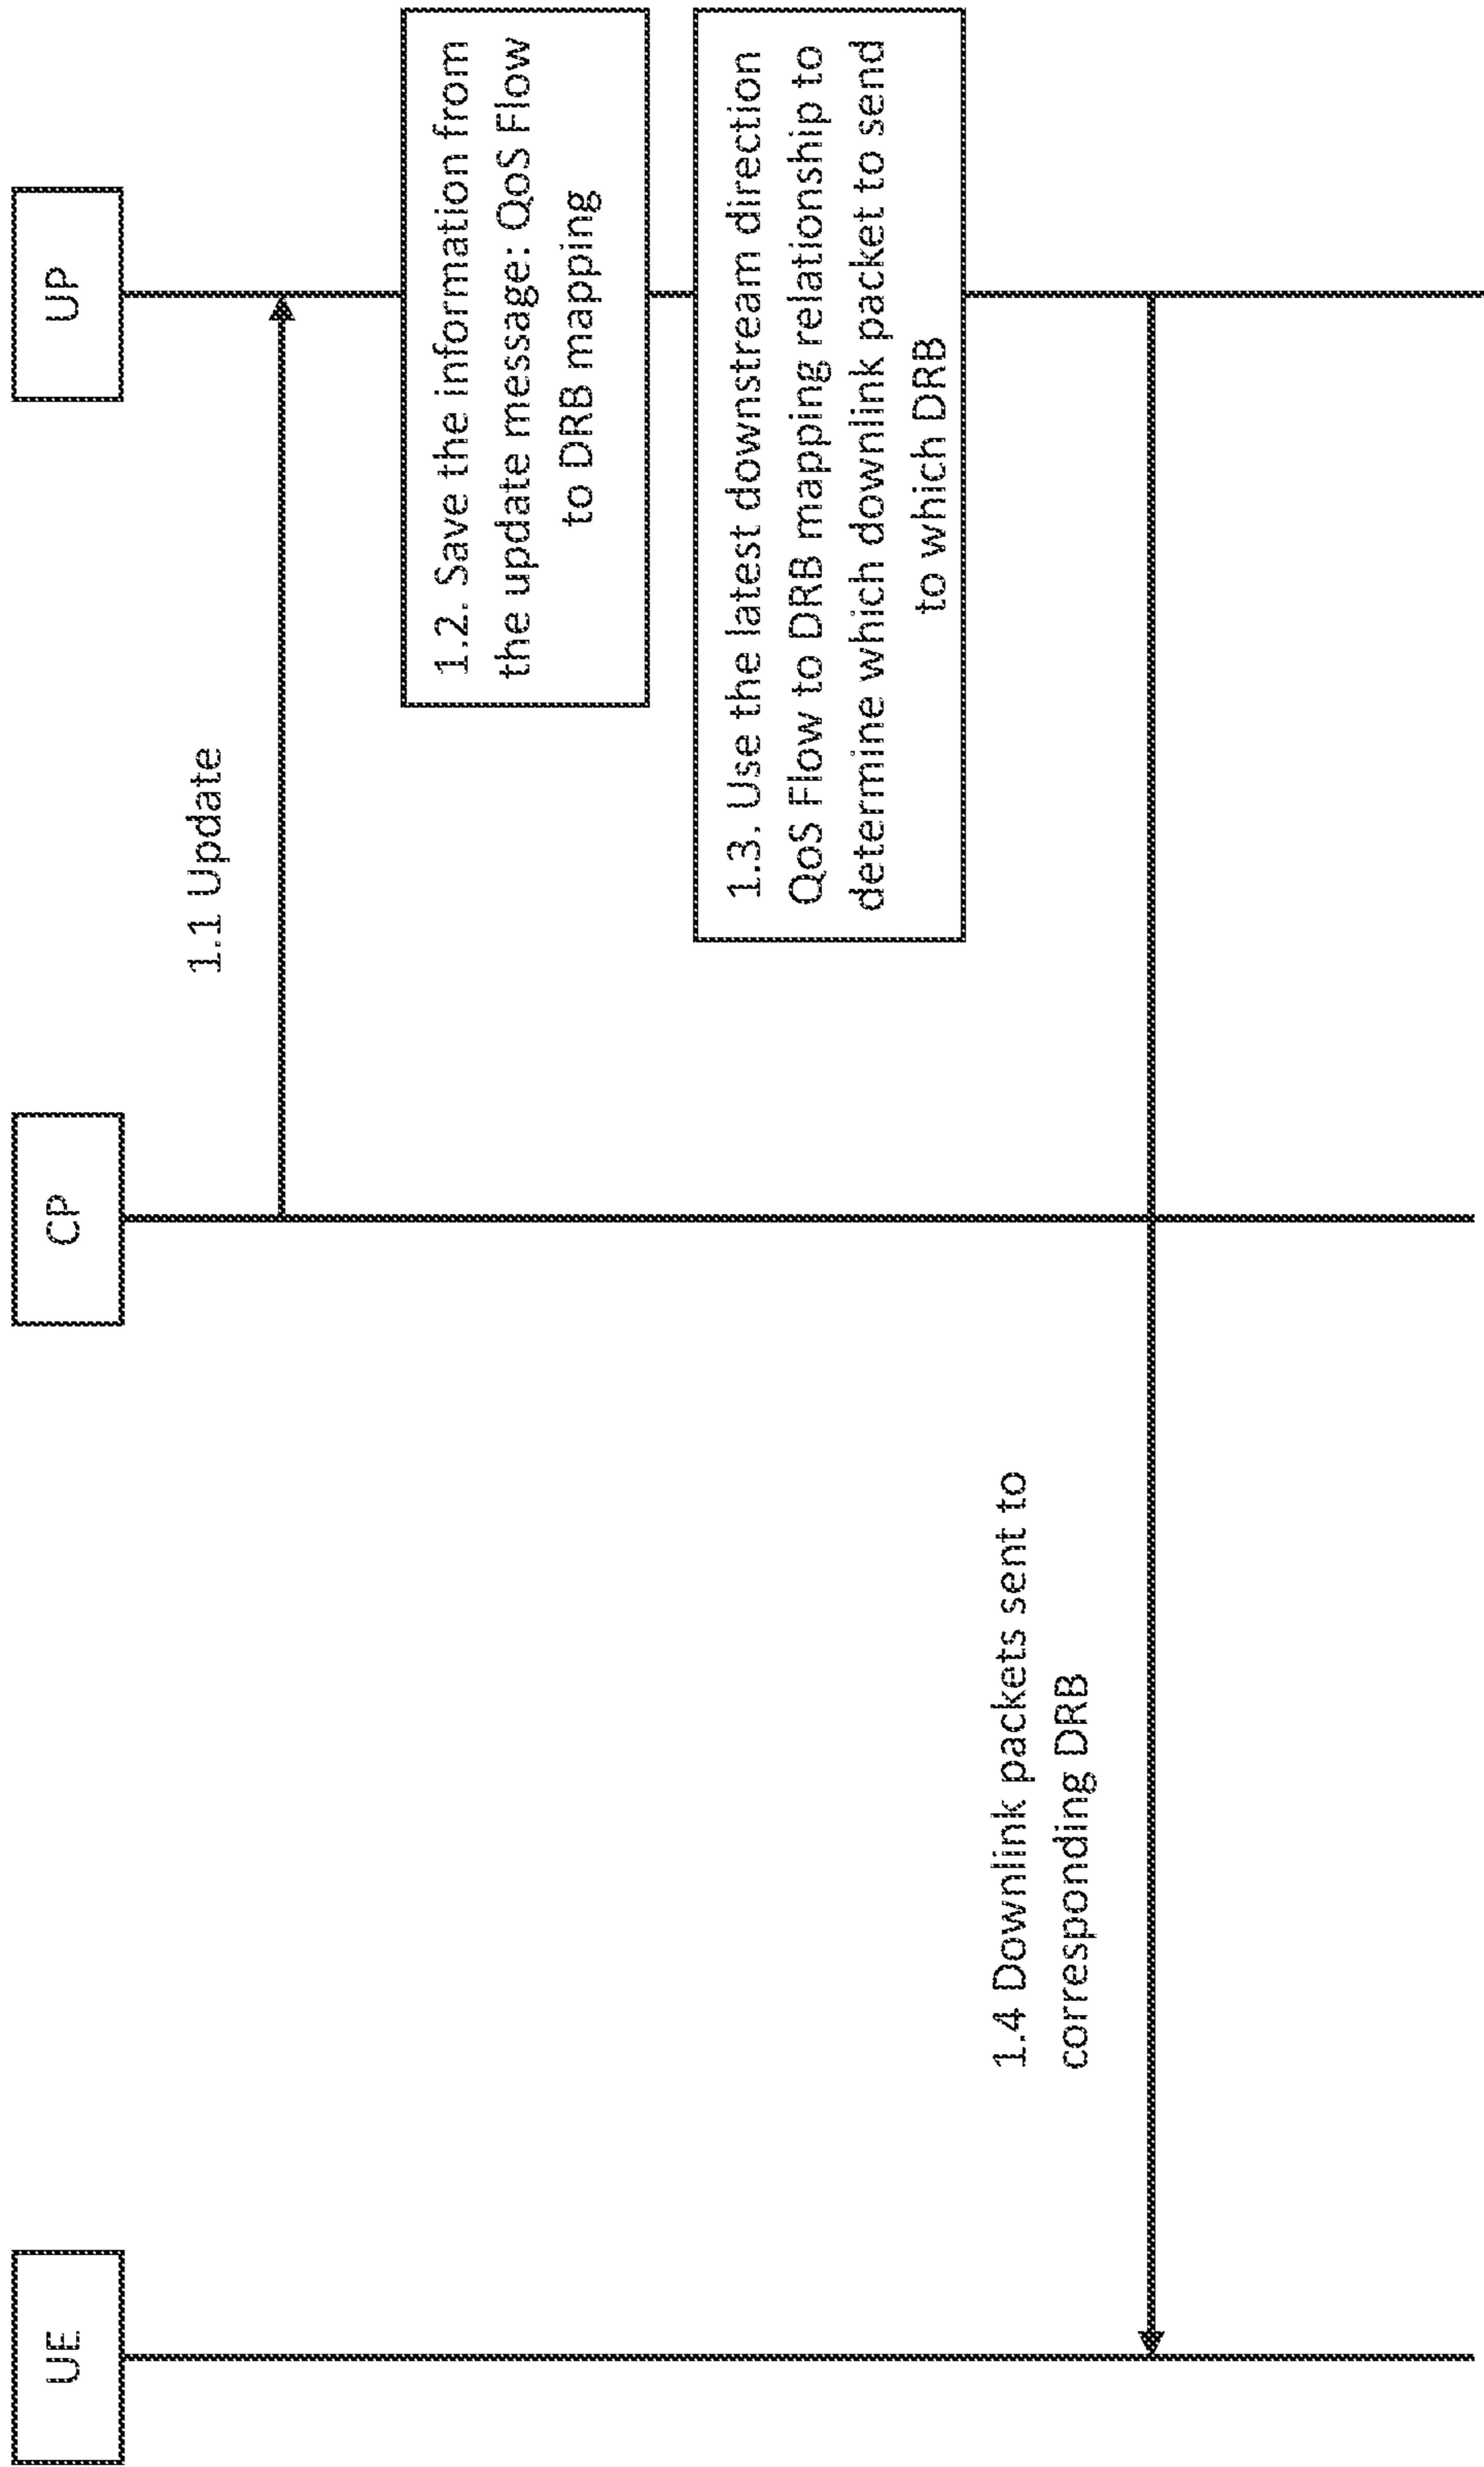 UE
CP
UP
1.1 Update
1.2. Save the information from
the update message: QoS Flow
to DRB mapping
1.3. Use the latest downstream direction
QoS Flow to DRB mapping relationship to
determine which downlink packet to send
to which DRB
1.4 Downlink packets sent to
corresponding DRB